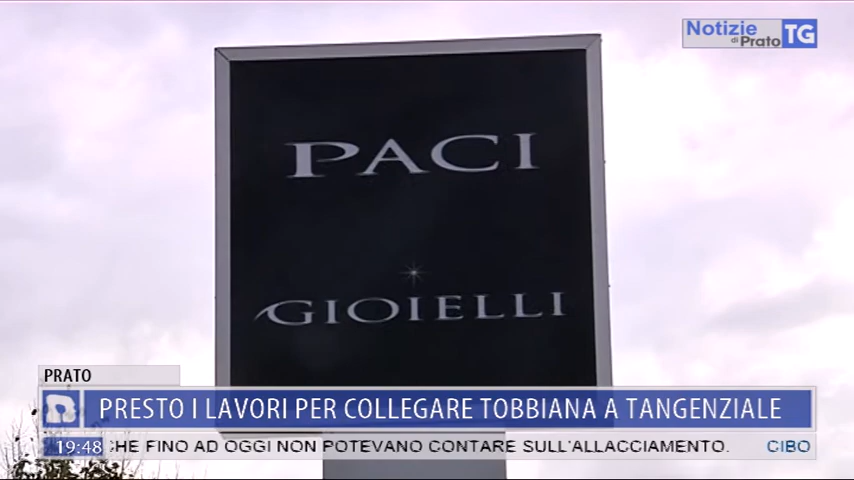 Notizie
di Prato TG
PACI
GIOIELLI
PRATO
PRESTO I LAVORI PER COLLEGARE TOBBIANA A TANGENZIALE
19:48 CHE FINO AD OGGI NON POTEVANO CONTARE SULL'ALLACCIAMENTO. CIBO